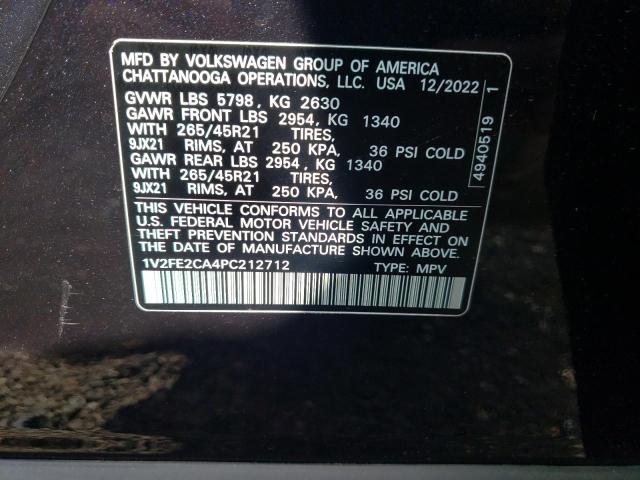 MFD BY VOLKSWAGEN GROUP OF AMERICA
CHATTANOOGA OPERATIONS, LLC. USA 12/2022
GVWR LBS 5798, KG 2630
GAWR FRONT LBS 2954, KG 1340
WITH 265/45R21 TIRES,
9JX21 RIMS, AT 250 KPA, 36 PSI COLD
GAWR REAR LBS 2954, KG 1340
WITH 265/45R21 TIRES,
9JX21 RIMS, AT 250 KPA, 36 PSI COLD
THIS VEHICLE CONFORMS TO ALL APPLICABLE
U.S. FEDERAL MOTOR VEHICLE SAFETY AND
THEFT PREVENTION STANDARDS IN EFFECT ON
THE DATE OF MANUFACTURE SHOWN ABOVE.
1V2FE2CA4PC212712 TYPE: MPV
4940519 1